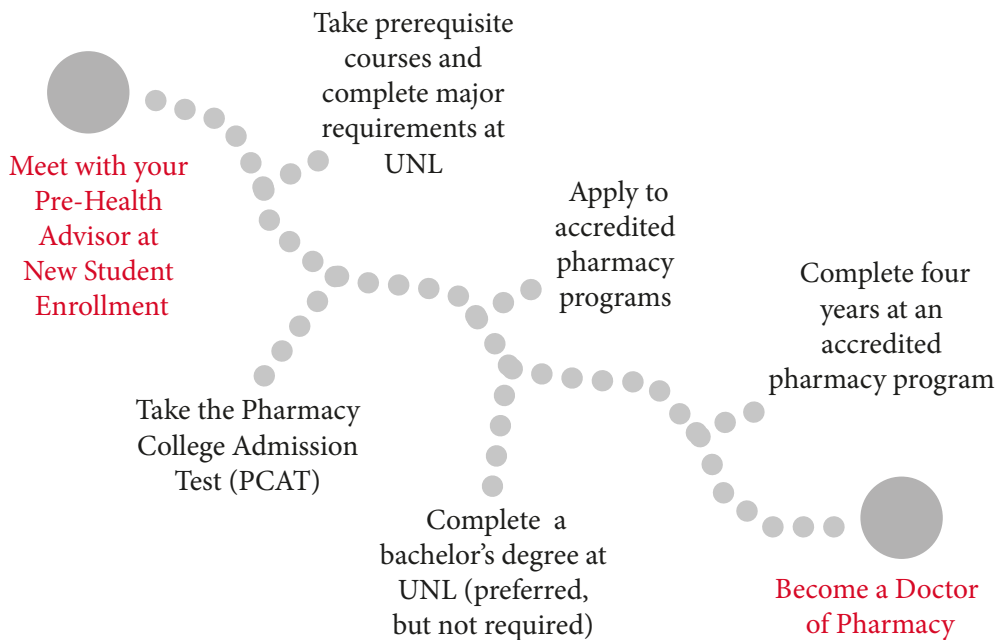 Meet with your
Pre-Health
Advisor at
New Student
Enrollment
Take prerequisite
courses and
complete major
requirements at
UNL
Take the Pharmacy
College Admission
Test (PCAT)
Apply to
accredited
pharmacy
programs
Complete a
bachelor’s degree at
UNL (preferred,
but not required)
Complete four
years at an
accredited
pharmacy program
Become a Doctor
of Pharmacy